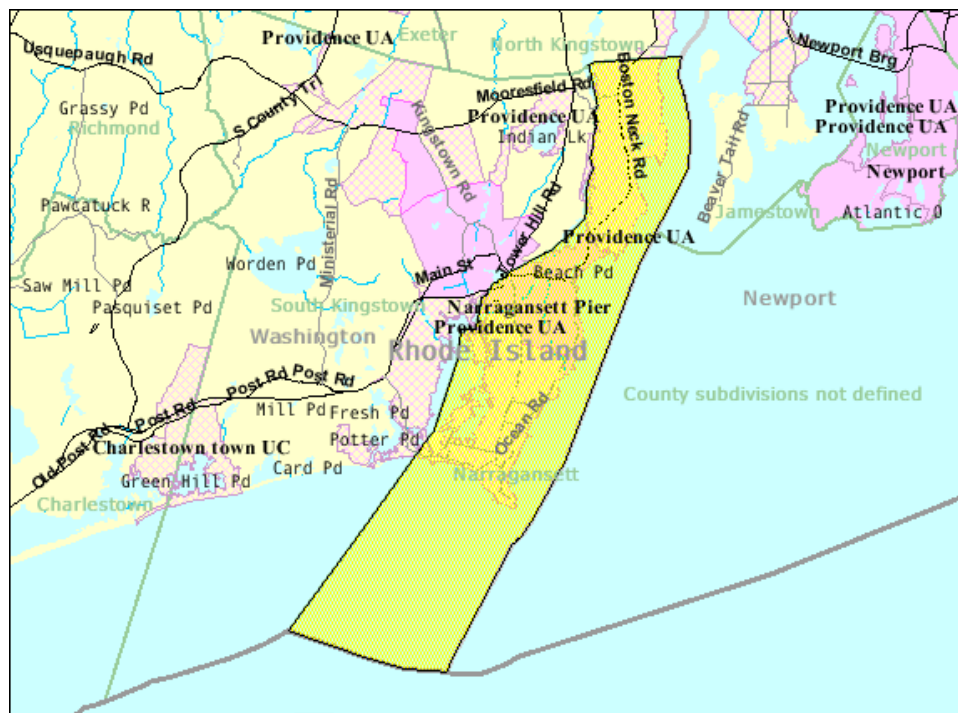 Providence UA
Exeter
North Kingstown
Newport Brg
Usquepaugh Rd
Boston Neck Rd
Mooresfield Rd
Grassy Pd
S County Trl
Kingstown Rd
Providence UA
Providence UA
Richmond
Indian Lk
Providence UA
Beaver Tail Rd
Newport
Newport
Pawcatuck R
Ministerial Rd
Tower Hill Rd
Jamestown
Atlantic O
Providence UA
Worden Pd
Main St
Beach Pd
Saw Mill Pd
Pasquiset Pd
South Kingstown
Narragansett Pier
Newport
Washington
Providence UA
Rhode Island
Post Rd
Post Rd
Post Rd
County subdivisions not defined
Mill Pd
Fresh Pd
Ocean Rd
Old Post Rd
Charlestown town UC
Potter Pd
Card Pd
Narragansett
Green Hill Pd
Charlestown